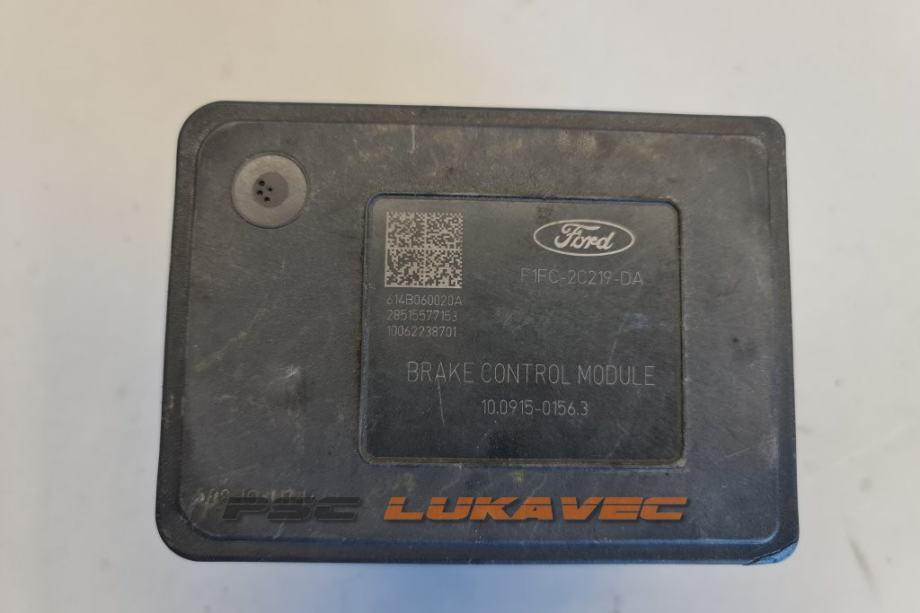 Ford
F1FC-2C219-DA
614B060020A
28515577153
10062238701
BRAKE CONTROL MODULE
10.0915-0156.3
PSC LUKAVEC